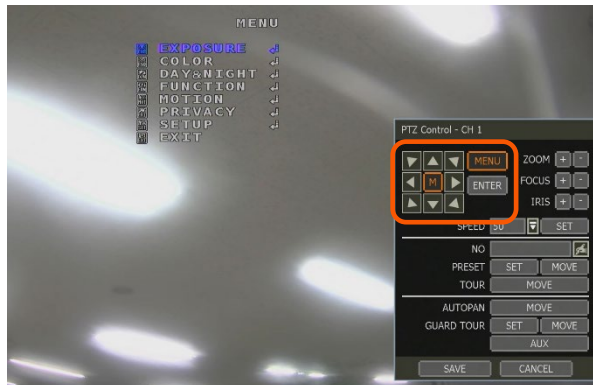 MENU
EXPOSURE
COLOR
DAY&NIGHT
FUNCTION
MOTION
PRIVACY
SETUP
EXIT
PTZ Control - CH 1
MENU ZOOM + -
M ENTER FOCUS + -
IRIS + -
SPEED 50 SET
NO
PRESET SET MOVE
TOUR MOVE
AUTOPAN MOVE
GUARD TOUR SET MOVE
AUX
SAVE CANCEL